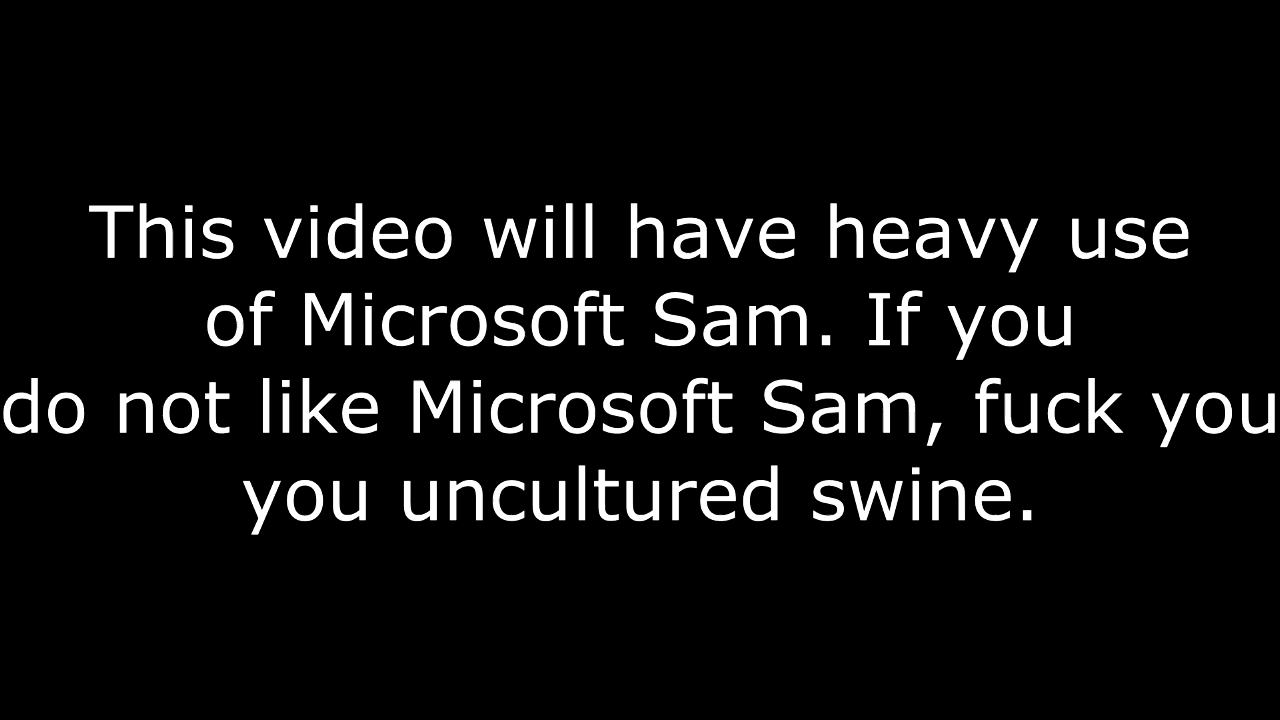 This video will have heavy use
of Microsoft Sam. If you
do not like Microsoft Sam, fuck you
you uncultured swine.